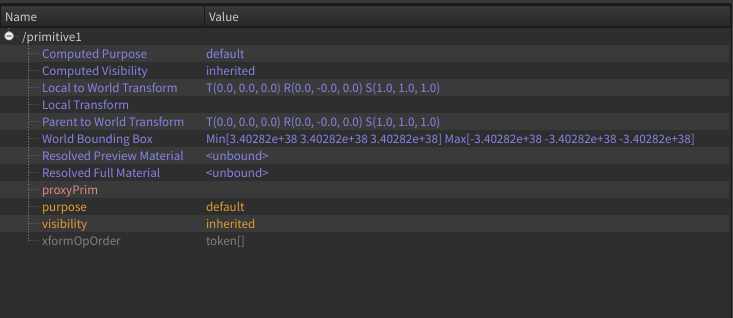 Name Value
/primitive1
Computed Purpose default
Computed Visibility inherited
Local to World Transform T(0.0, 0.0, 0.0) R(0.0, -0.0, 0.0) S(1.0, 1.0, 1.0)
Local Transform
Parent to World Transform T(0.0, 0.0, 0.0) R(0.0, -0.0, 0.0) S(1.0, 1.0, 1.0)
World Bounding Box Min[3.40282e+38 3.40282e+38 3.40282e+38] Max[-3.40282e+38 -3.40282e+38 -3.40282e+38]
Resolved Preview Material <unbound>
Resolved Full Material <unbound>
proxyPrim
purpose default
visibility inherited
xformOpOrder token[]